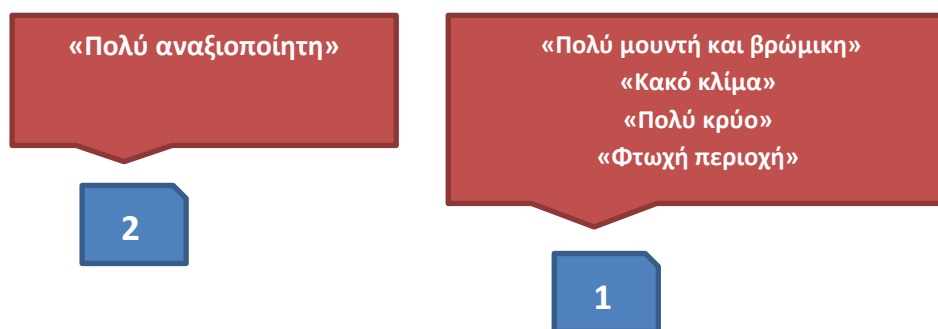 «Πολύ αναξιοποίητη»
2
«Πολύ μουντή και βρώμικη»
«Κακό κλίμα»
«Πολύ κρύο»
«Φτωχή περιοχή»
1